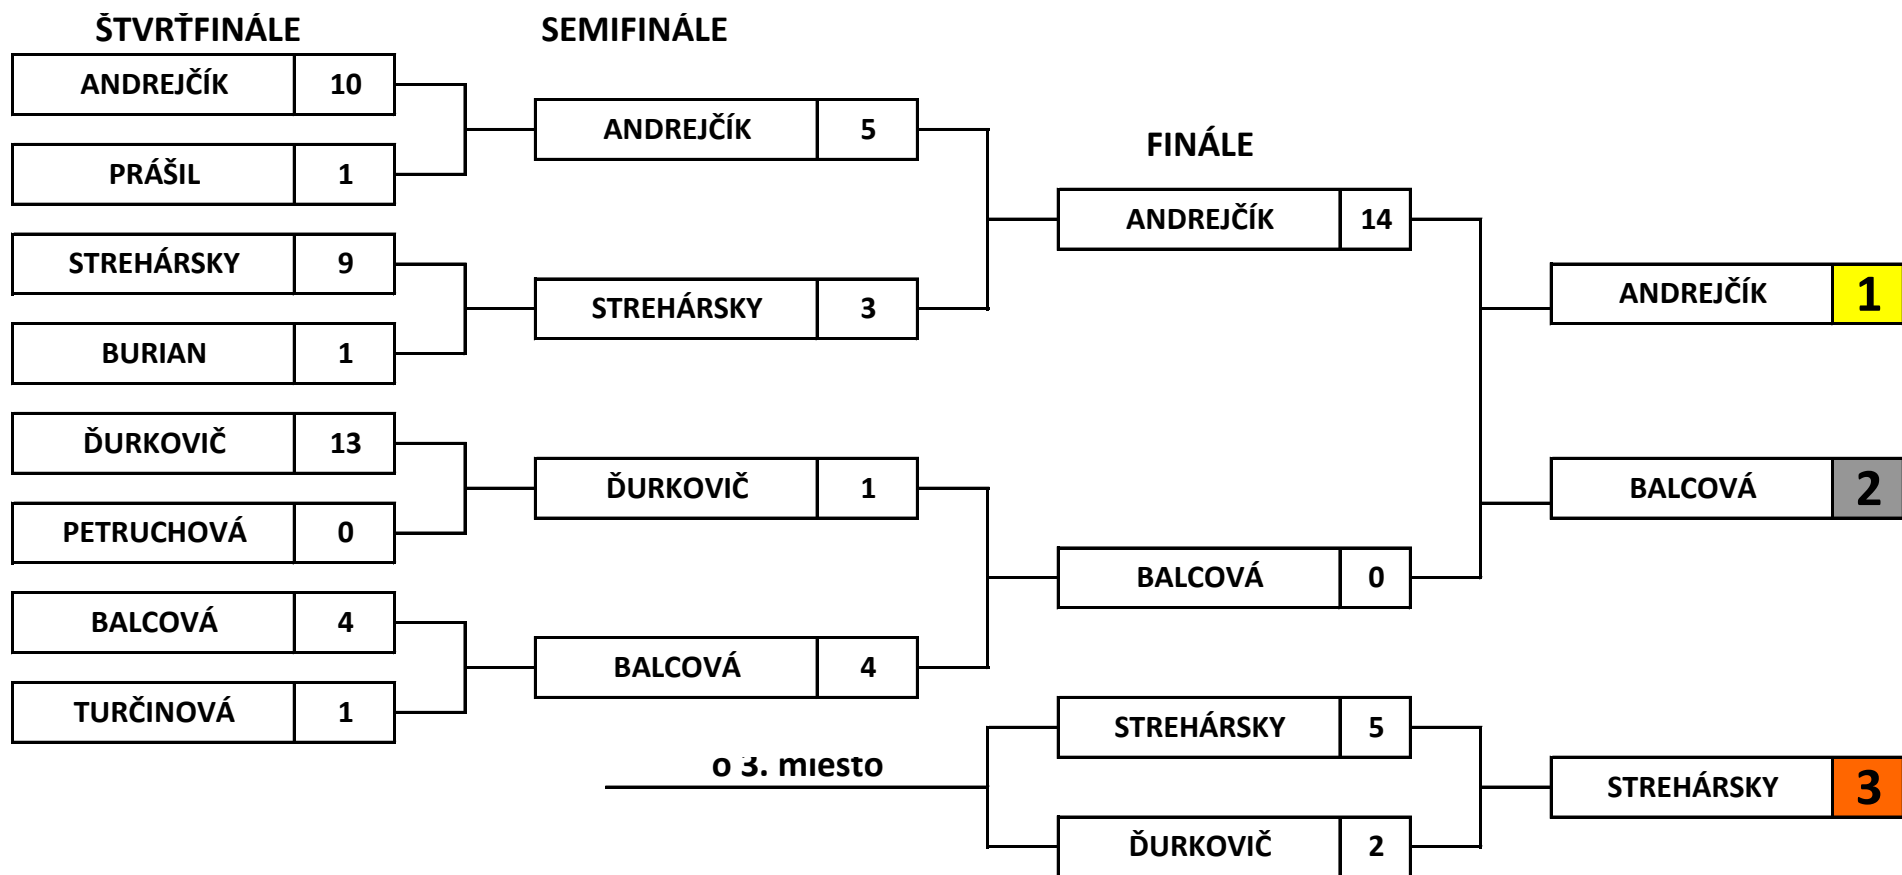 ŠTVRŤFINÁLE
ANDREJČÍK 10
PRÁŠIL 1
STREHÁRSKY 9
BURIAN 1
ĎURKOVIČ 13
PETRUCHOVÁ 0
BALCOVÁ 4
TURČINOVÁ 1
SEMIFINÁLE
ANDREJČÍK 5
STREHÁRSKY 3
ĎURKOVIČ 1
BALCOVÁ 4
FINÁLE
ANDREJČÍK 14
BALCOVÁ 0
o 3. miesto
STREHÁRSKY 5
ĎURKOVIČ 2
ANDREJČÍK 1
BALCOVÁ 2
STREHÁRSKY 3